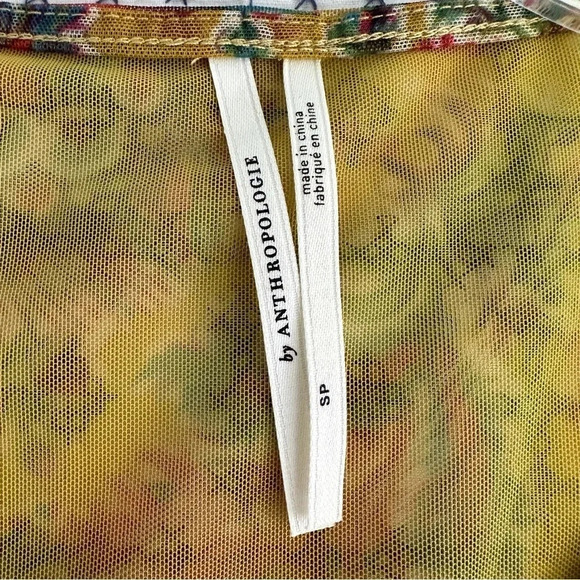 by ANTHROPOLOGIE
made in china
fabriqué en chine
SP